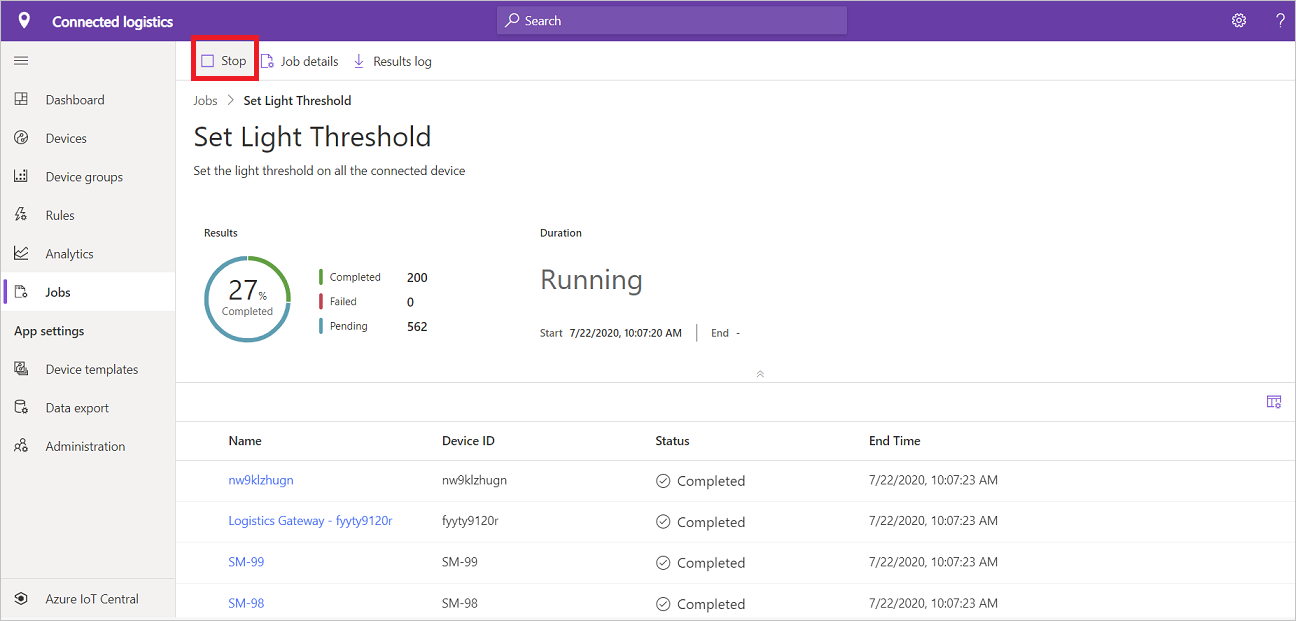 Connected logistics
Search
?
Stop
Job details
Results log
Dashboard
Devices
Device groups
Rules
Analytics
Jobs
App settings
Device templates
Data export
Administration
Azure IoT Central
Jobs > Set Light Threshold
Set Light Threshold
Set the light threshold on all the connected device
Results
27%
Completed
Completed 200
Failed 0
Pending 562
Duration
Running
Start 7/22/2020, 10:07:20 AM | End -
Name Device ID Status End Time
nw9klzhugn nw9klzhugn Completed 7/22/2020, 10:07:23 AM
Logistics Gateway - fyyty9120r fyyty9120r Completed 7/22/2020, 10:07:23 AM
SM-99 SM-99 Completed 7/22/2020, 10:07:23 AM
SM-98 SM-98 Completed 7/22/2020, 10:07:23 AM